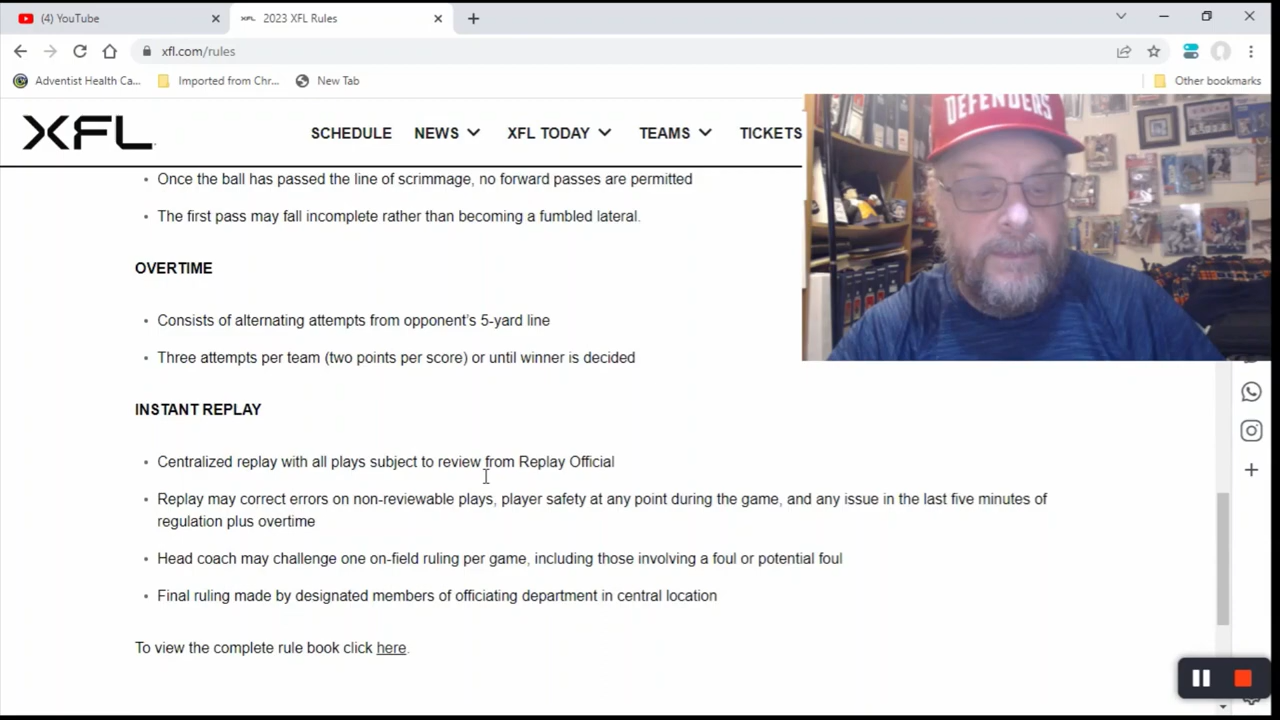 (4) YouTube
XFL 2023 XFL Rules
xfl.com/rules
Adventist Health Ca... Imported from Chr... New Tab Other bookmarks
XFL SCHEDULE NEWS XFL TODAY TEAMS TICKETS
DEFENDERS
Once the ball has passed the line of scrimmage, no forward passes are permitted
The first pass may fall incomplete rather than becoming a fumbled lateral.
OVERTIME
Consists of alternating attempts from opponent’s 5-yard line
Three attempts per team (two points per score) or until winner is decided
INSTANT REPLAY
Centralized replay with all plays subject to review from Replay Official
Replay may correct errors on non-reviewable plays, player safety at any point during the game, and any issue in the last five minutes of
regulation plus overtime
Head coach may challenge one on-field ruling per game, including those involving a foul or potential foul
Final ruling made by designated members of officiating department in central location
To view the complete rule book click here.